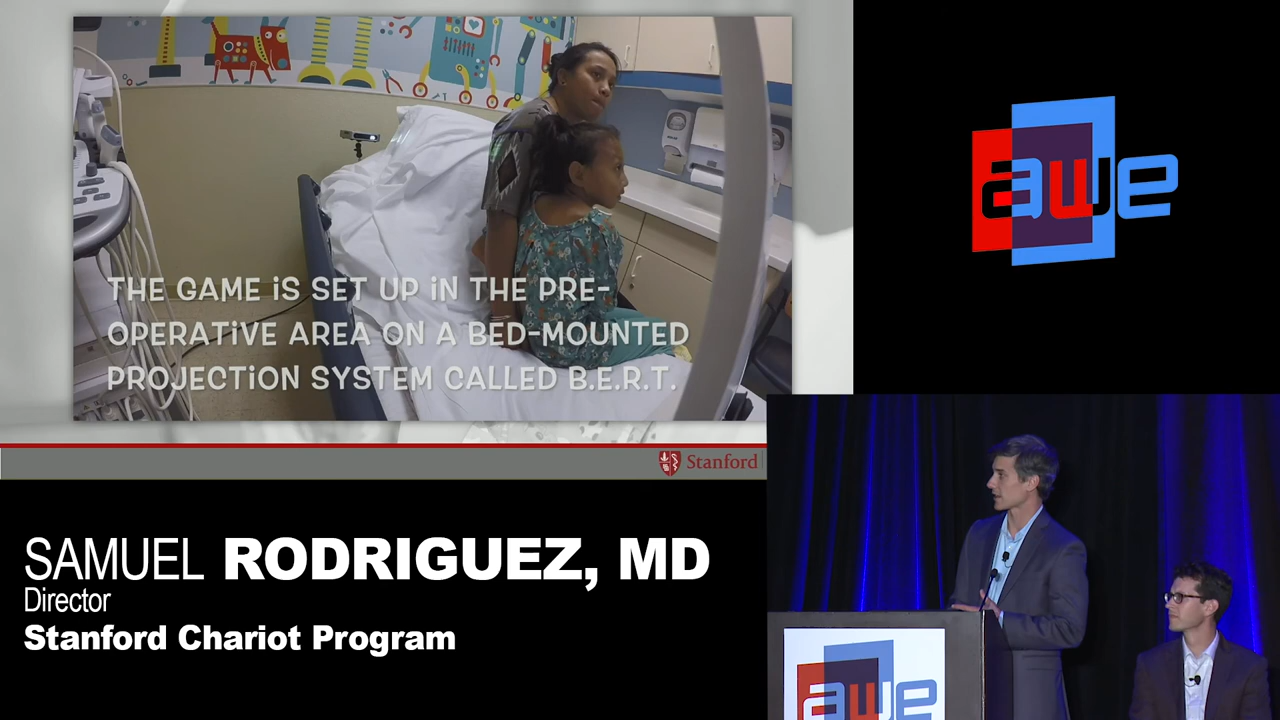 THE GAME iS SET UP iN THE PRE-
OPERATiVE AREA ON A BED-MOUNTED
PROJECTiON SYSTEM CALLED B.E.R.T.
awe
Stanford
SAMUEL RODRIGUEZ, MD
Director
Stanford Chariot Program
awe